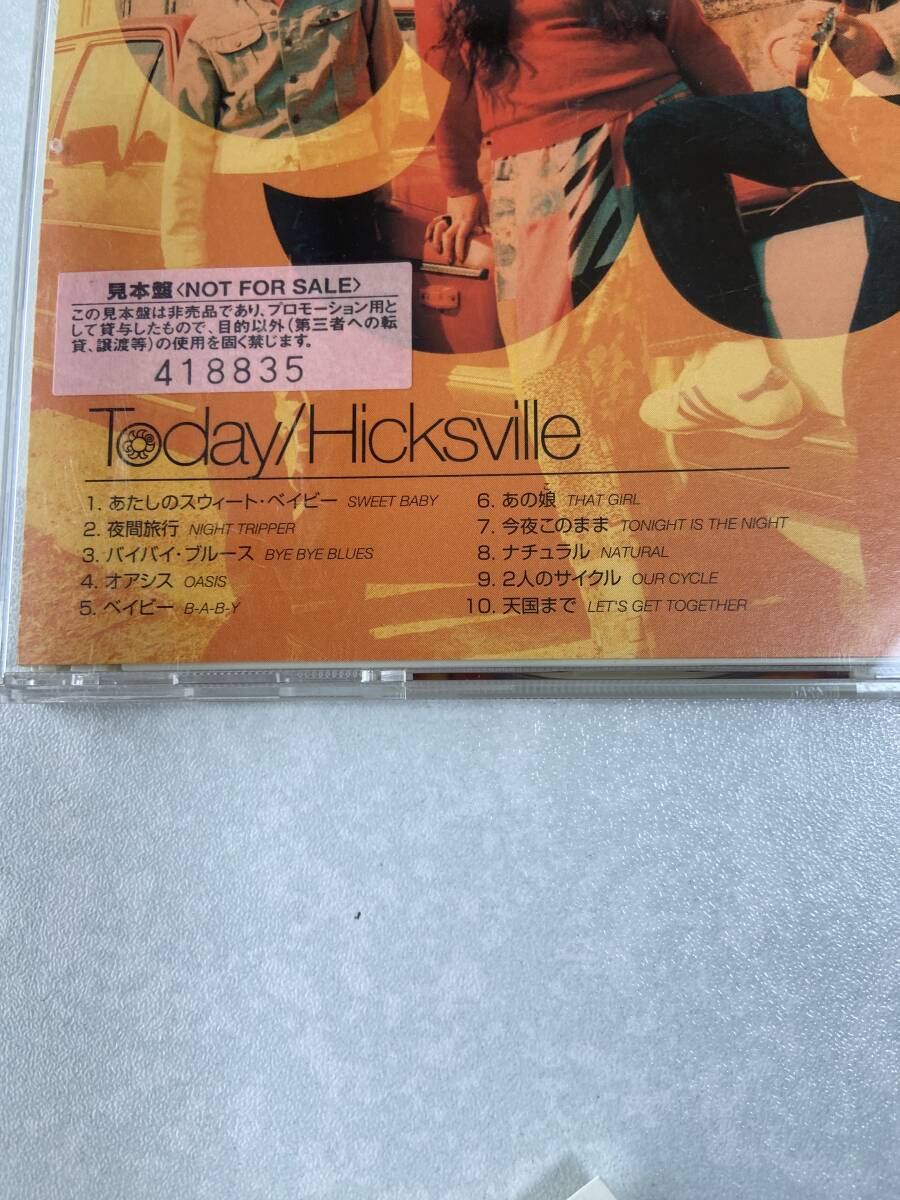 見本盤〈NOT FOR SALE〉
この見本盤は非売品であり、プロモーション用と
して貸与したもので、目的以外(第三者への転
貸、譲渡等)の使用を固く禁じます。
418835
Today/Hicksville
1. あたしのスウィート・ベイビー SWEET BABY
2. 夜間旅行 NIGHT TRIPPER
3. バイバイ・ブルース BYE BYE BLUES
4. オアシス OASIS
5. ベイビー B-A-B-Y
こ
6. あの娘 THAT GIRL
7. 今夜このまま TONIGHT IS THE NIGHT
8. ナチュラル NATURAL
9. 2人のサイクル OUR CYCLE
10. 天国まで LET'S GET TOGETHER